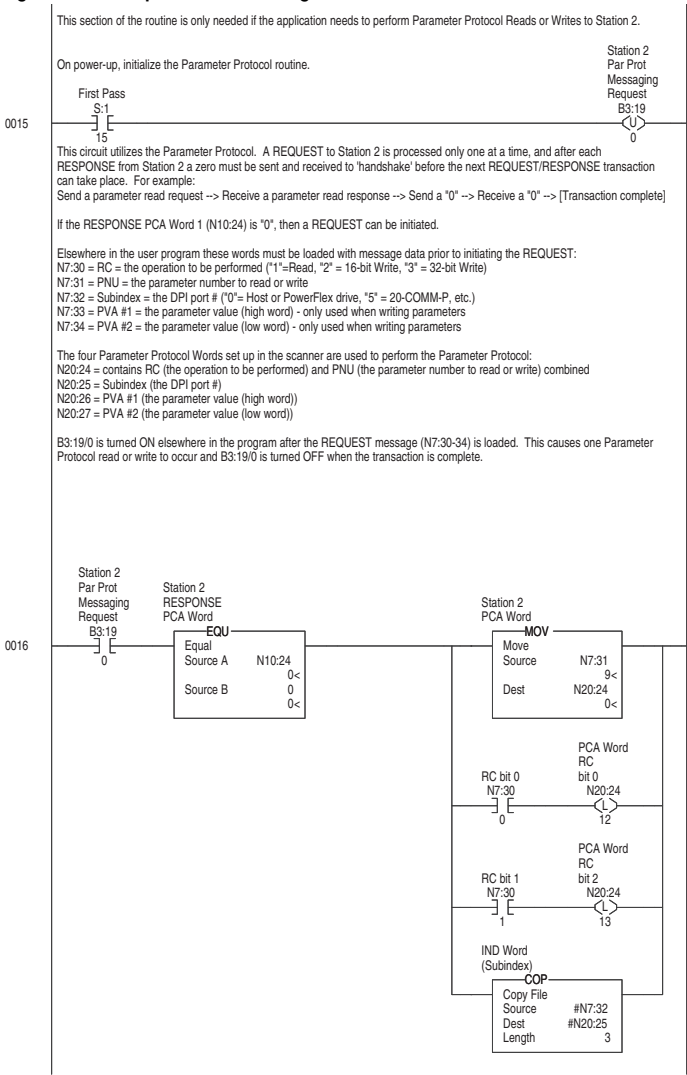 This section of the routine is only needed if the application needs to perform Parameter Protocol Reads or Writes to Station 2.
On power-up, initialize the Parameter Protocol routine.
Station 2
Par Prot
Messaging
Request
B3:19
U
0
First Pass
S:1
15
0015
This circuit utilizes the Parameter Protocol. A REQUEST to Station 2 is processed only one at a time, and after each
RESPONSE from Station 2 a zero must be sent and received to 'handshake' before the next REQUEST/RESPONSE transaction
can take place. For example:
Send a parameter read request --> Receive a parameter read response --> Send a "0" --> Receive a "0" --> [Transaction complete]
If the RESPONSE PCA Word 1 (N10:24) is "0", then a REQUEST can be initiated.
Elsewhere in the user program these words must be loaded with message data prior to initiating the REQUEST:
N7:30 = RC = the operation to be performed ("1"=Read, "2" = 16-bit Write, "3" = 32-bit Write)
N7:31 = PNU = the parameter number to read or write
N7:32 = Subindex = the DPI port # ("0"= Host or PowerFlex drive, "5" = 20-COMM-P, etc.)
N7:33 = PVA #1 = the parameter value (high word) - only used when writing parameters
N7:34 = PVA #2 = the parameter value (low word) - only used when writing parameters
The four Parameter Protocol Words set up in the scanner are used to perform the Parameter Protocol:
N20:24 = contains RC (the operation to be performed) and PNU (the parameter number to read or write) combined
N20:25 = Subindex (the DPI port #)
N20:26 = PVA #1 (the parameter value (high word))
N20:27 = PVA #2 (the parameter value (low word))
B3:19/0 is turned ON elsewhere in the program after the REQUEST message (N7:30-34) is loaded. This causes one Parameter
Protocol read or write to occur and B3:19/0 is turned OFF when the transaction is complete.
0016
Station 2
Par Prot
Messaging
Request
B3:19
0
Station 2
RESPONSE
PCA Word
EQU
Equal
Source A N10:24
0<
Source B 0
0<
Station 2
PCA Word
MOV
Move
Source N7:31
9<
Dest N20:24
0<
RC bit 0
N7:30
0
PCA Word
RC
bit 0
N20:24
L
12
RC bit 1
N7:30
1
PCA Word
RC
bit 2
N20:24
L
13
IND Word
(Subindex)
COP
Copy File
Source #N7:32
Dest #N20:25
Length 3